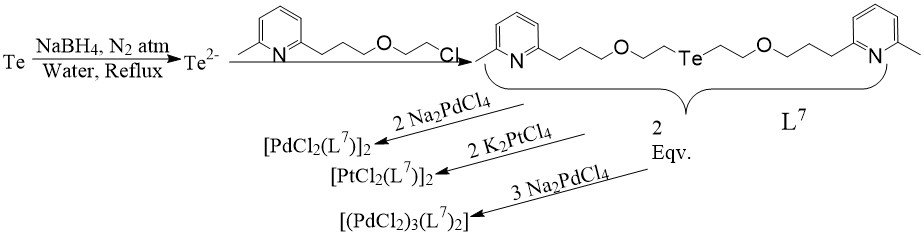 NaBH₄, N₂ atm
Te Te²⁻
Water, Reflux
N O Cl
N O Te O N
L⁷
2 Na₂PdCl₄
2
Eqv.
[PdCl₂(L⁷)]₂
2 K₂PtCl₄
[PtCl₂(L⁷)]₂
3 Na₂PdCl₄
[(PdCl₂)₃(L⁷)₂]